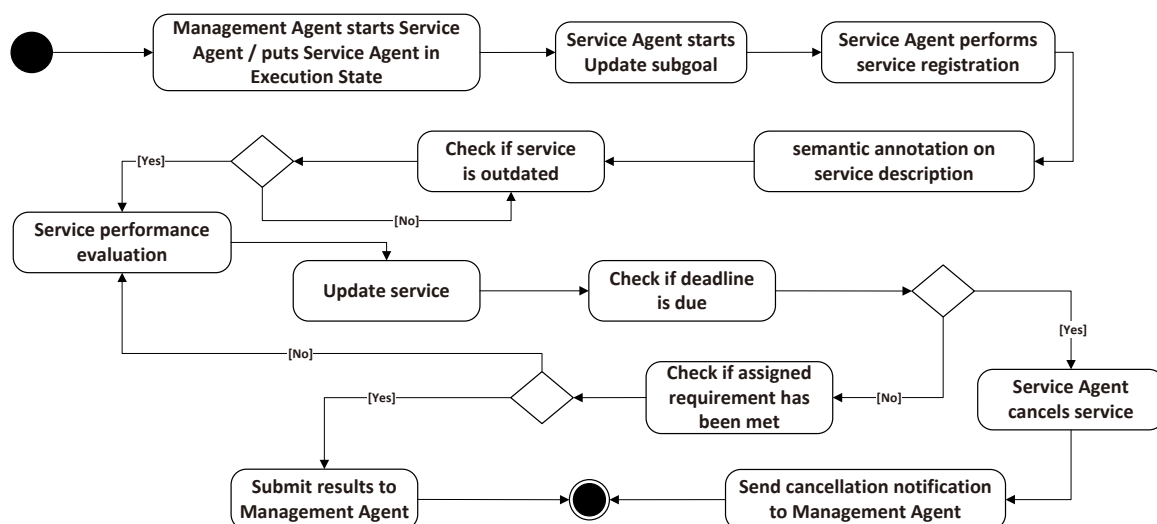 Management Agent starts Service
Agent / puts Service Agent in
Execution State
Service Agent starts
Update subgoal
Service Agent performs
service registration
semantic annotation on
service description
Check if service
is outdated
[Yes]
[No]
Service performance
evaluation
Update service
Check if deadline
is due
[Yes]
[No]
Service Agent
cancels service
Check if assigned
requirement has
been met
[No]
[Yes]
Submit results to
Management Agent
Send cancellation notification
to Management Agent